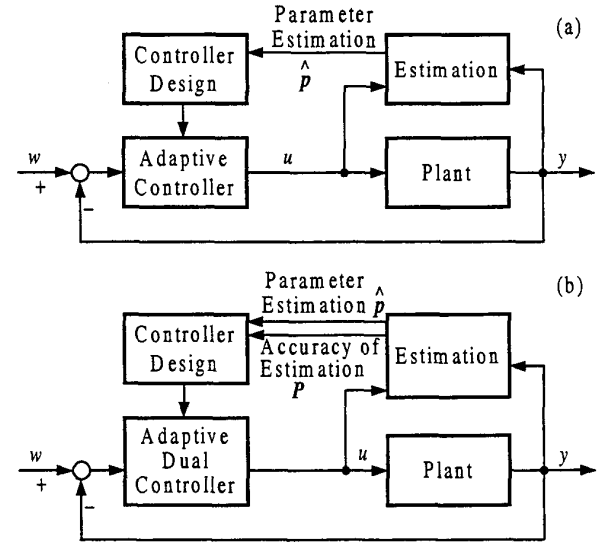 Parameter
Estimation
p̂
(a)
Controller
Design
Estimation
w
+
−
Adaptive
Controller
u
Plant
y
Parameter
Estimation p̂
(b)
Controller
Design
Accuracy of
Estimation
P
Estimation
w
+
−
Adaptive
Dual
Controller
u
Plant
y